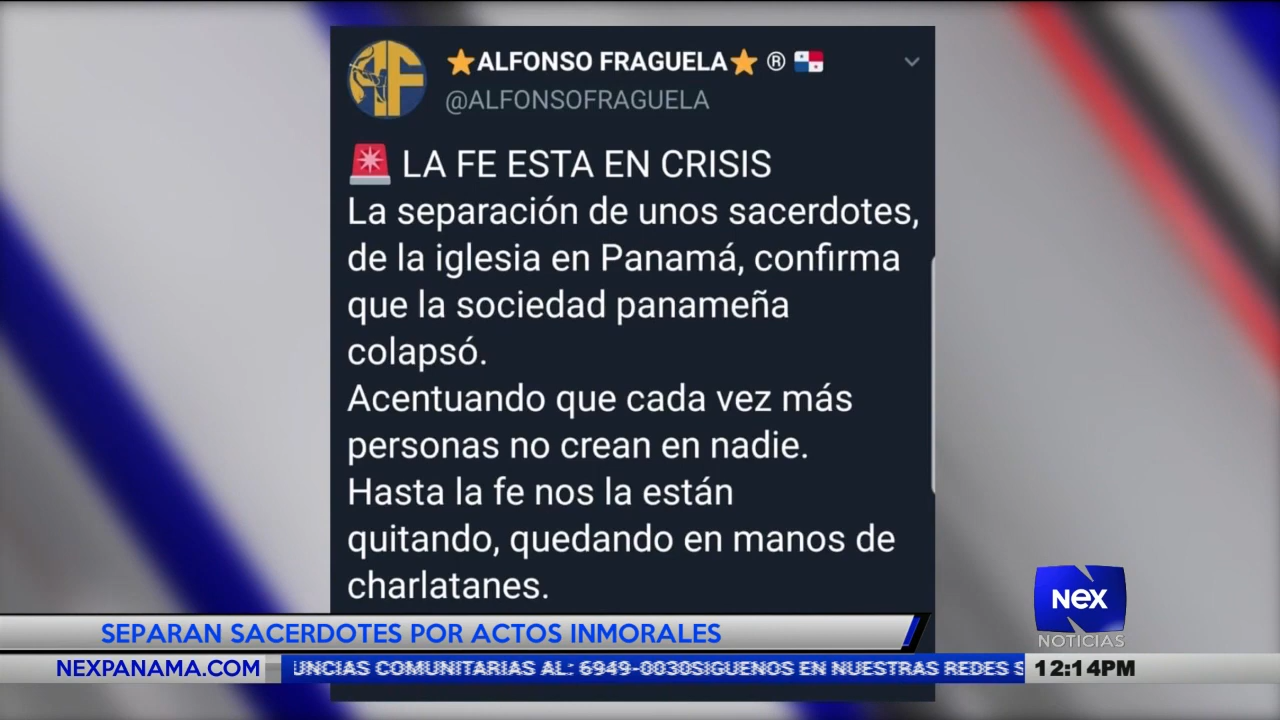 ⭐ALFONSO FRAGUELA⭐ ® 🇵🇦
@ALFONSOFRAGUELA
🚨 LA FE ESTA EN CRISIS
La separación de unos sacerdotes,
de la iglesia en Panamá, confirma
que la sociedad panameña
colapsó.
Acentuando que cada vez más
personas no crean en nadie.
Hasta la fe nos la están
quitando, quedando en manos de
charlatanes.
SEPARAN SACERDOTES POR ACTOS INMORALES
NEX
NOTICIAS
NEXPANAMA.COM
UNCIAS COMUNITARIAS AL: 6949-0030SIGUENOS EN NUESTRAS REDES S
12:14PM